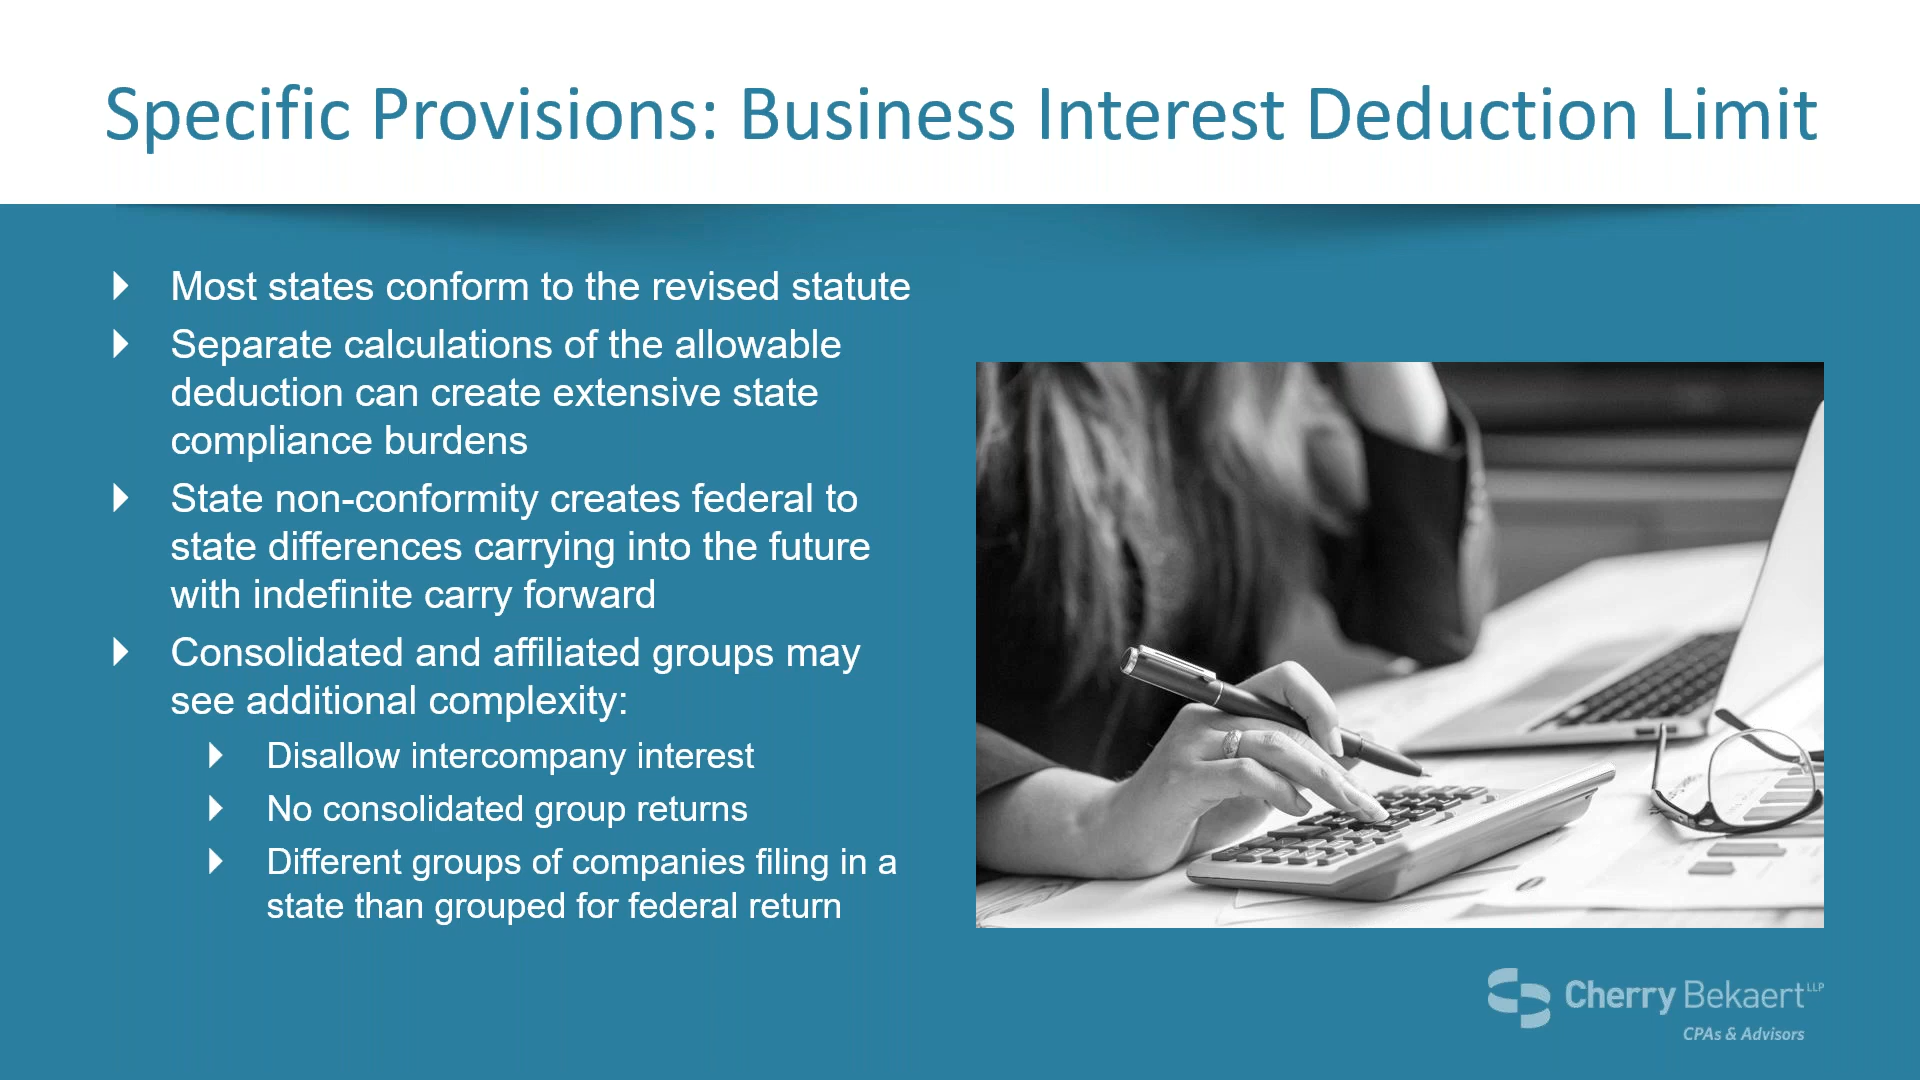 Specific Provisions: Business Interest Deduction Limit
Most states conform to the revised statute
Separate calculations of the allowable
deduction can create extensive state
compliance burdens
State non-conformity creates federal to
state differences carrying into the future
with indefinite carry forward
Consolidated and affiliated groups may
see additional complexity:
Disallow intercompany interest
No consolidated group returns
Different groups of companies filing in a
state than grouped for federal return
Cherry Bekaert LLP
CPAs & Advisors